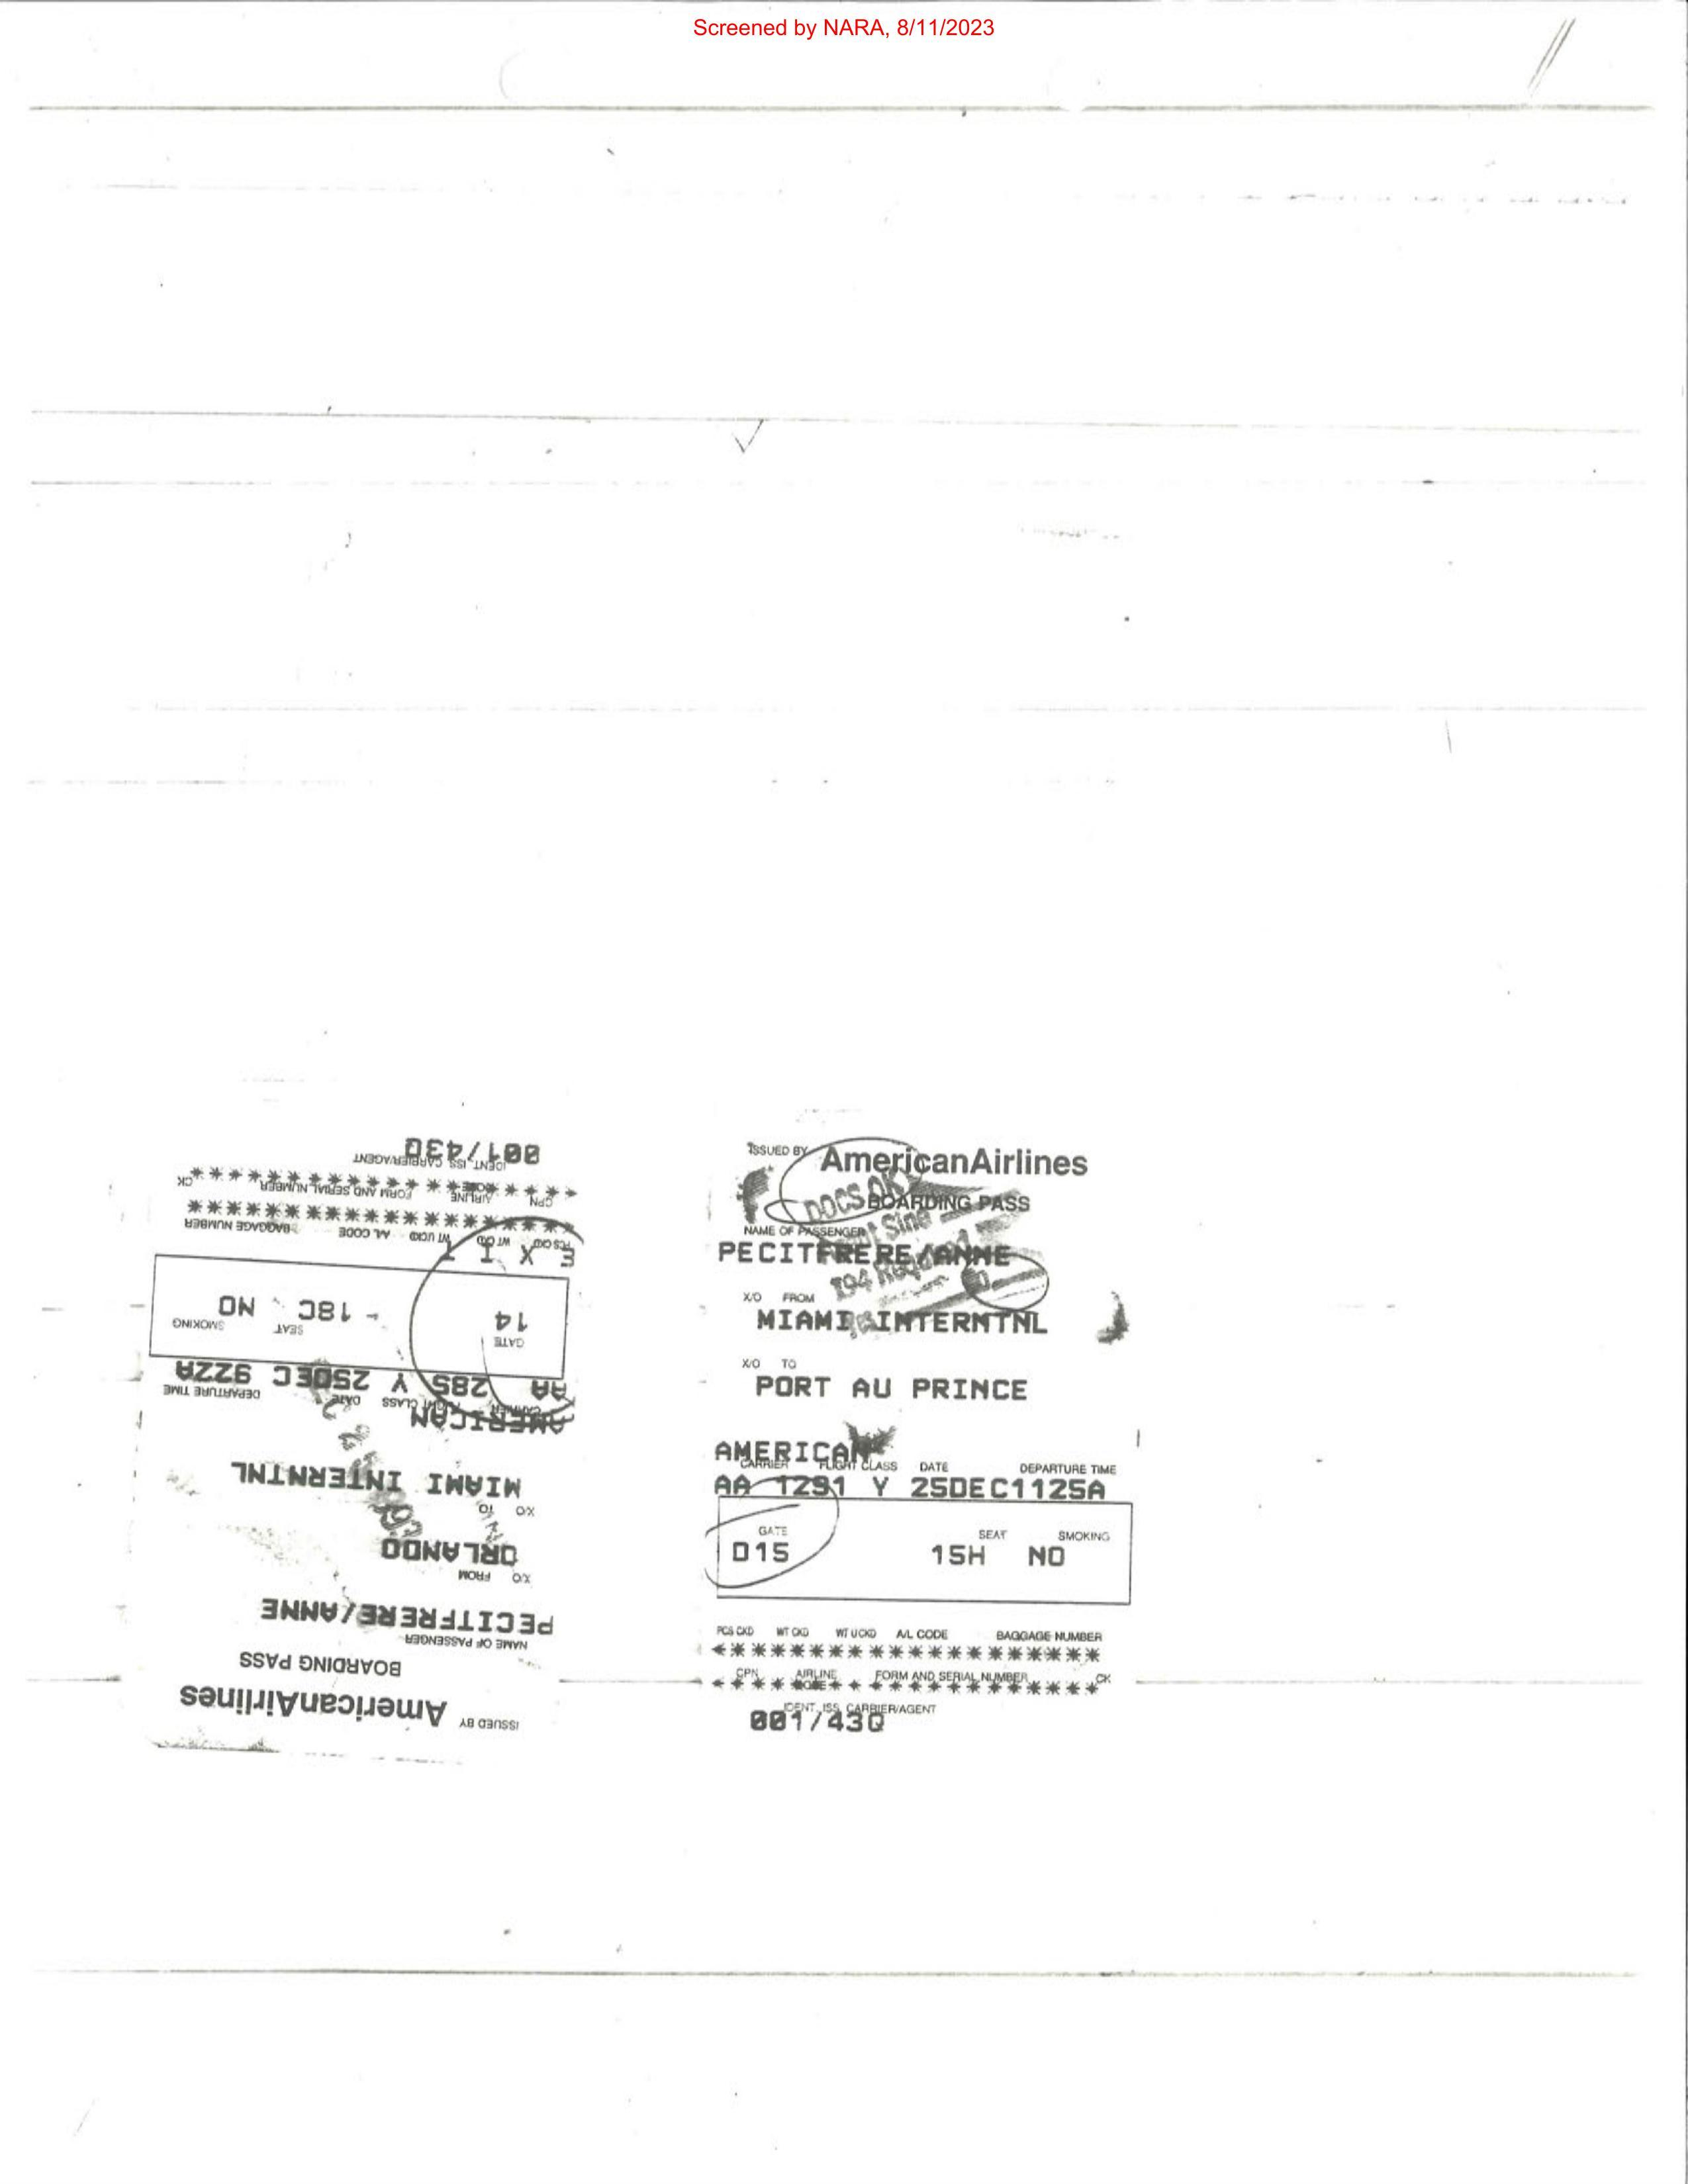 Screened by NARA, 8/11/2023
ISSUED BY AmericanAirlines
BOARDING PASS
NAME OF PASSENGER
PECITFRERE/ANNE
X/O FROM
ORLANDO
X/O TO
MIAMI INTERNTNL
AMERICAN
CARRIER FLIGHT CLASS DATE DEPARTURE TIME
AA 285 Y 25DEC 922A
GATE SEAT SMOKING
14 - 18C - NO
E X I T
PCS CKD WT CKD WT UCKD A/L CODE BAGGAGE NUMBER
CPN AIRLINE CODE FORM AND SERIAL NUMBER CK
IDENT. ISS. CARRIER/AGENT
001/43Q
ISSUED BY AmericanAirlines
DOCS OK
BOARDING PASS
NAME OF PASSENGER
PECITFRERE/ANNE
I94 Required
X/O FROM
MIAMI INTERNTNL
X/O TO
PORT AU PRINCE
AMERICAN
CARRIER FLIGHT CLASS DATE DEPARTURE TIME
AA 1291 Y 25DEC1125A
GATE SEAT SMOKING
D15 15H NO
PCS CKD WT CKD WT UCKD A/L CODE BAGGAGE NUMBER
CPN AIRLINE CODE FORM AND SERIAL NUMBER CK
IDENT. ISS. CARRIER/AGENT
001/43Q